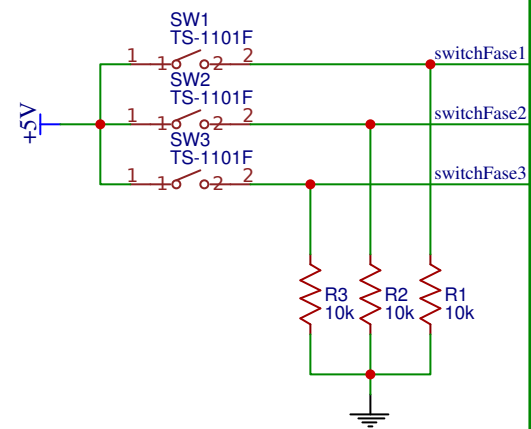 SW1
TS-1101F
1 1 2 2
switchFase1
SW2
TS-1101F
1 1 2 2
switchFase2
+5V
SW3
TS-1101F
1 1 2 2
switchFase3
R3
10k
R2
10k
R1
10k